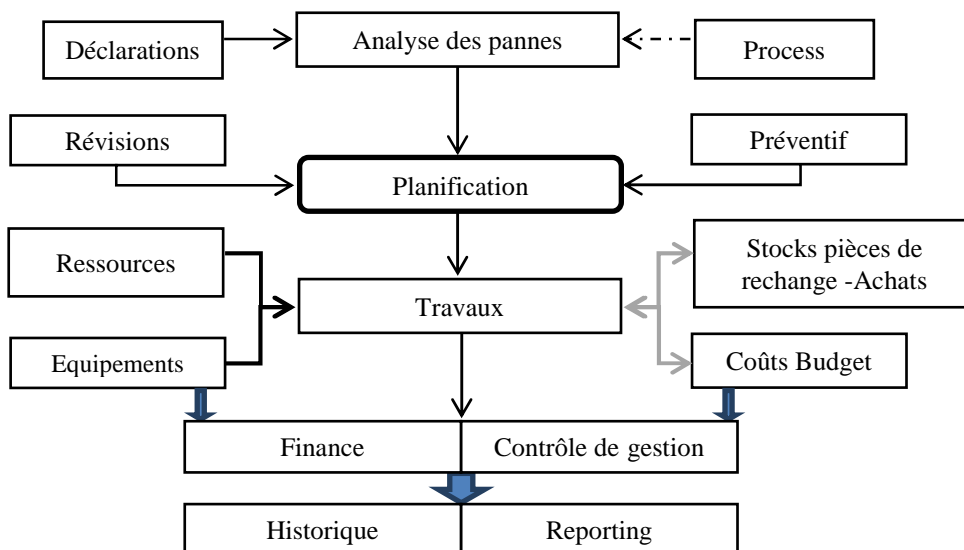 Déclarations
Analyse des pannes
Process
Révisions
Préventif
Planification
Ressources
Stocks pièces de
rechange -Achats
Travaux
Equipements
Coûts Budget
Finance
Contrôle de gestion
Historique
Reporting